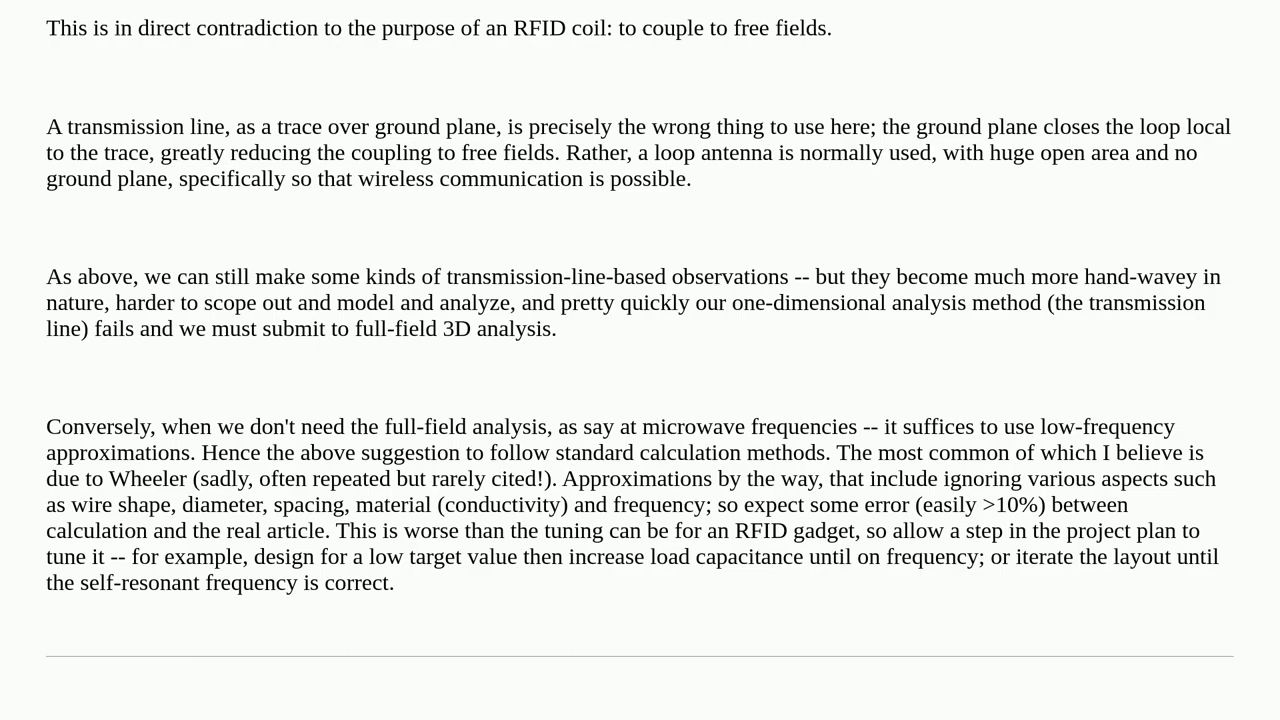 This is in direct contradiction to the purpose of an RFID coil: to couple to free fields.
A transmission line, as a trace over ground plane, is precisely the wrong thing to use here; the ground plane closes the loop local
to the trace, greatly reducing the coupling to free fields. Rather, a loop antenna is normally used, with huge open area and no
ground plane, specifically so that wireless communication is possible.
As above, we can still make some kinds of transmission-line-based observations -- but they become much more hand-wavey in
nature, harder to scope out and model and analyze, and pretty quickly our one-dimensional analysis method (the transmission
line) fails and we must submit to full-field 3D analysis.
Conversely, when we don't need the full-field analysis, as say at microwave frequencies -- it suffices to use low-frequency
approximations. Hence the above suggestion to follow standard calculation methods. The most common of which I believe is
due to Wheeler (sadly, often repeated but rarely cited!). Approximations by the way, that include ignoring various aspects such
as wire shape, diameter, spacing, material (conductivity) and frequency; so expect some error (easily >10%) between
calculation and the real article. This is worse than the tuning can be for an RFID gadget, so allow a step in the project plan to
tune it -- for example, design for a low target value then increase load capacitance until on frequency; or iterate the layout until
the self-resonant frequency is correct.